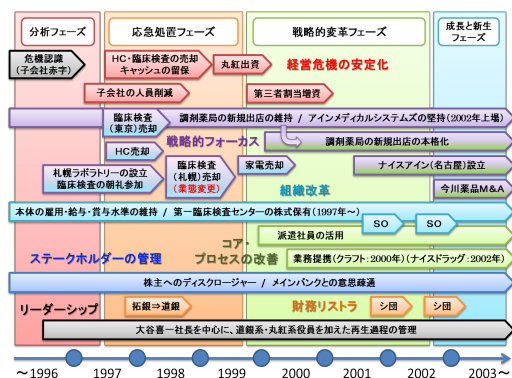 分析フェーズ
応急処置フェーズ
戦略的変革フェーズ
成長と新生
フェーズ
危機認識
(子会社赤字)
HC・臨床検査の売却
キャッシュの留保
丸紅出資
経営危機の安定化
子会社の人員削減
第三者割当増資
臨床検査
(東京)売却
調剤薬局の新規出店の維持 / アインメディカルシステムズの堅持(2002年上場)
戦略的フォーカス
調剤薬局の新規出店の本格化
HC売却
臨床検査
(札幌)売却
(業態変更)
家電売却
ナイスアイン(名古屋)設立
札幌ラボラトリーの設立
臨床検査の朝礼参加
組織改革
今川薬品M&A
本体の雇用・給与・賞与水準の維持 / 第一臨床検査センターの株式保有(1997年~)
SO
SO
コア・
プロセスの改善
派遣社員の活用
ステークホルダーの管理
業務提携(クラフト:2000年)(ナイスドラッグ:2002年)
株主へのディスクロージャー / メインバンクとの意思疎通
リーダーシップ
拓銀⇒道銀
財務リストラ
シ団
シ団
大谷喜一社長を中心に、道銀系・丸紅系役員を加えた再生過程の管理
~1996
1997
1998
1999
2000
2001
2002
2003~